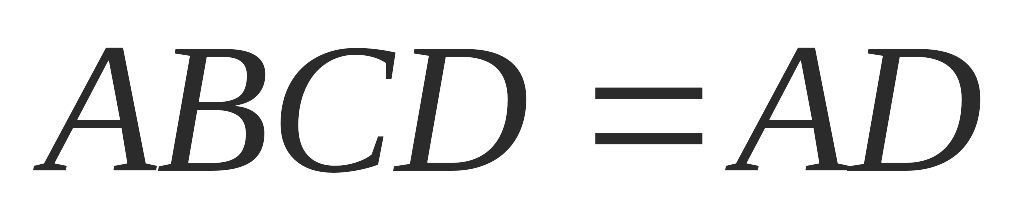 ABCD = AD